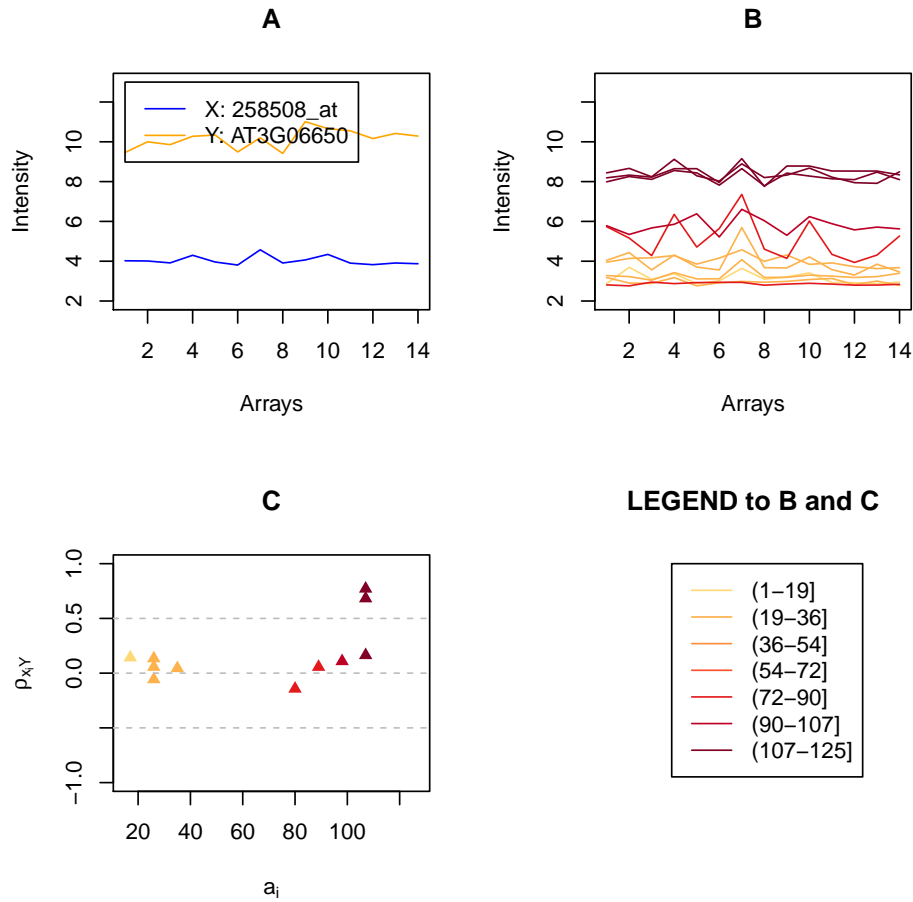 A
X: 258508_at
Y: AT3G06650
Intensity
2 4 6 8 10
2 4 6 8 10 12 14
Arrays
B
Intensity
2 4 6 8 10
2 4 6 8 10 12 14
Arrays
C
ρXiY
−1.0 0.0 0.5 1.0
20 40 60 80 100
ai
LEGEND to B and C
(1−19]
(19−36]
(36−54]
(54−72]
(72−90]
(90−107]
(107−125]